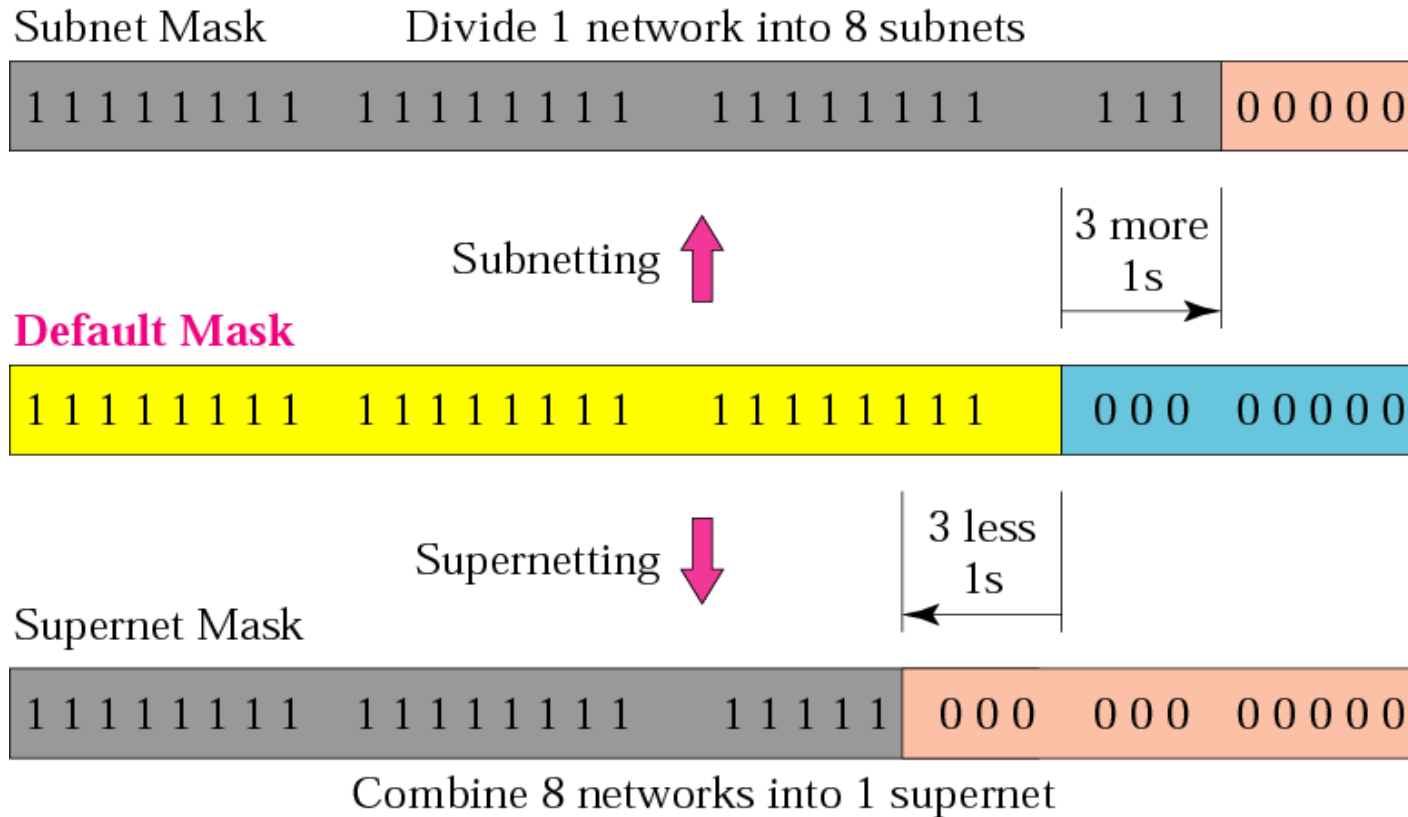 Subnet Mask Divide 1 network into 8 subnets
1 1 1 1 1 1 1 1 1 1 1 1 1 1 1 1 1 1 1 1 1 1 1 1 1 1 1 0 0 0 0 0
Subnetting
3 more
1s
Default Mask
1 1 1 1 1 1 1 1 1 1 1 1 1 1 1 1 1 1 1 1 1 1 1 1 0 0 0 0 0 0 0 0
Supernetting
3 less
1s
Supernet Mask
1 1 1 1 1 1 1 1 1 1 1 1 1 1 1 1 1 1 1 1 1 0 0 0 0 0 0 0 0 0 0 0
Combine 8 networks into 1 supernet